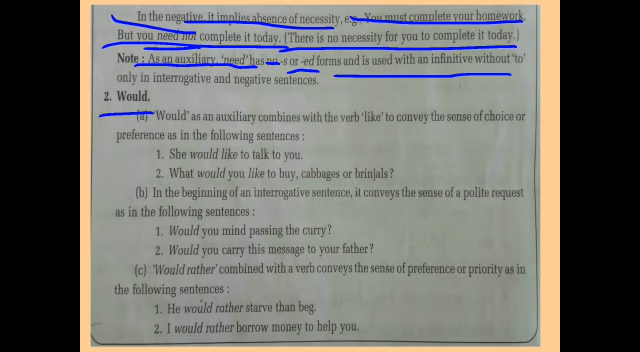 In the negative, it implies absence of necessity, e.g., You must complete your homework.
But you need not complete it today. (There is no necessity for you to complete it today.)
Note : As an auxiliary, 'need' has no -s or -ed forms and is used with an infinitive without 'to'
only in interrogative and negative sentences.
2. Would.
(a) 'Would' as an auxiliary combines with the verb 'like' to convey the sense of choice or
preference as in the following sentences :
1. She would like to talk to you.
2. What would you like to buy, cabbages or brinjals?
(b) In the beginning of an interrogative sentence, it conveys the sense of a polite request
as in the following sentences :
1. Would you mind passing the curry?
2. Would you carry this message to your father?
(c) 'Would rather' combined with a verb conveys the sense of preference or priority as in
the following sentences :
1. He would rather starve than beg.
2. I would rather borrow money to help you.